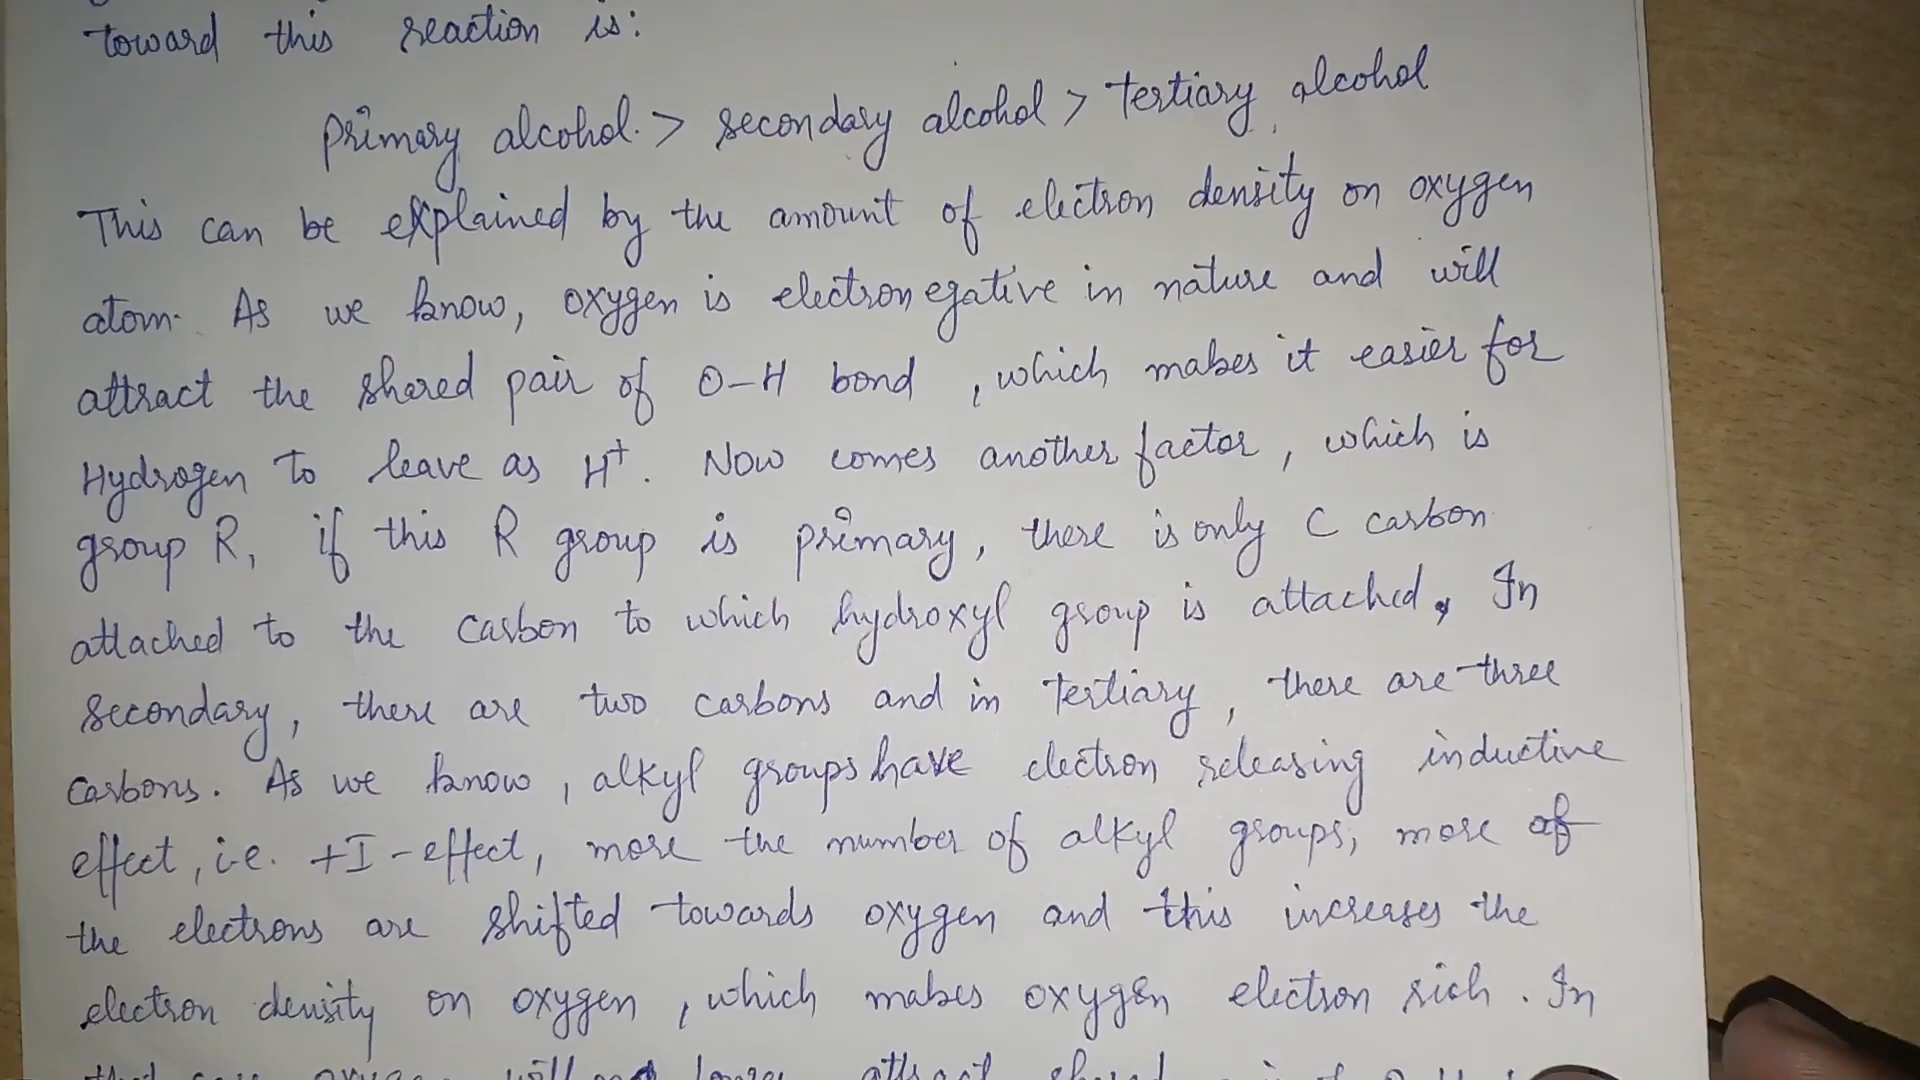 toward this reaction is:
primary alcohol. > secondary alcohol > tertiary alcohol
This can be explained by the amount of electron density on oxygen
atom. As we know, oxygen is electronegative in nature and will
attract the shared pair of O-H bond , which makes it easier for
Hydrogen to leave as H⁺. Now comes another factor, which is
group R, if this R group is primary, there is only C carbon
attached to the carbon to which hydroxyl group is attached, In
secondary, there are two carbons and in tertiary, there are three
carbons. As we know, alkyl groups have electron releasing inductive
effect, i.e. +I-effect, more the number of alkyl groups, more of
the electrons are shifted towards oxygen and this increases the
electron density on oxygen, which makes oxygen electron rich. In
attract shared